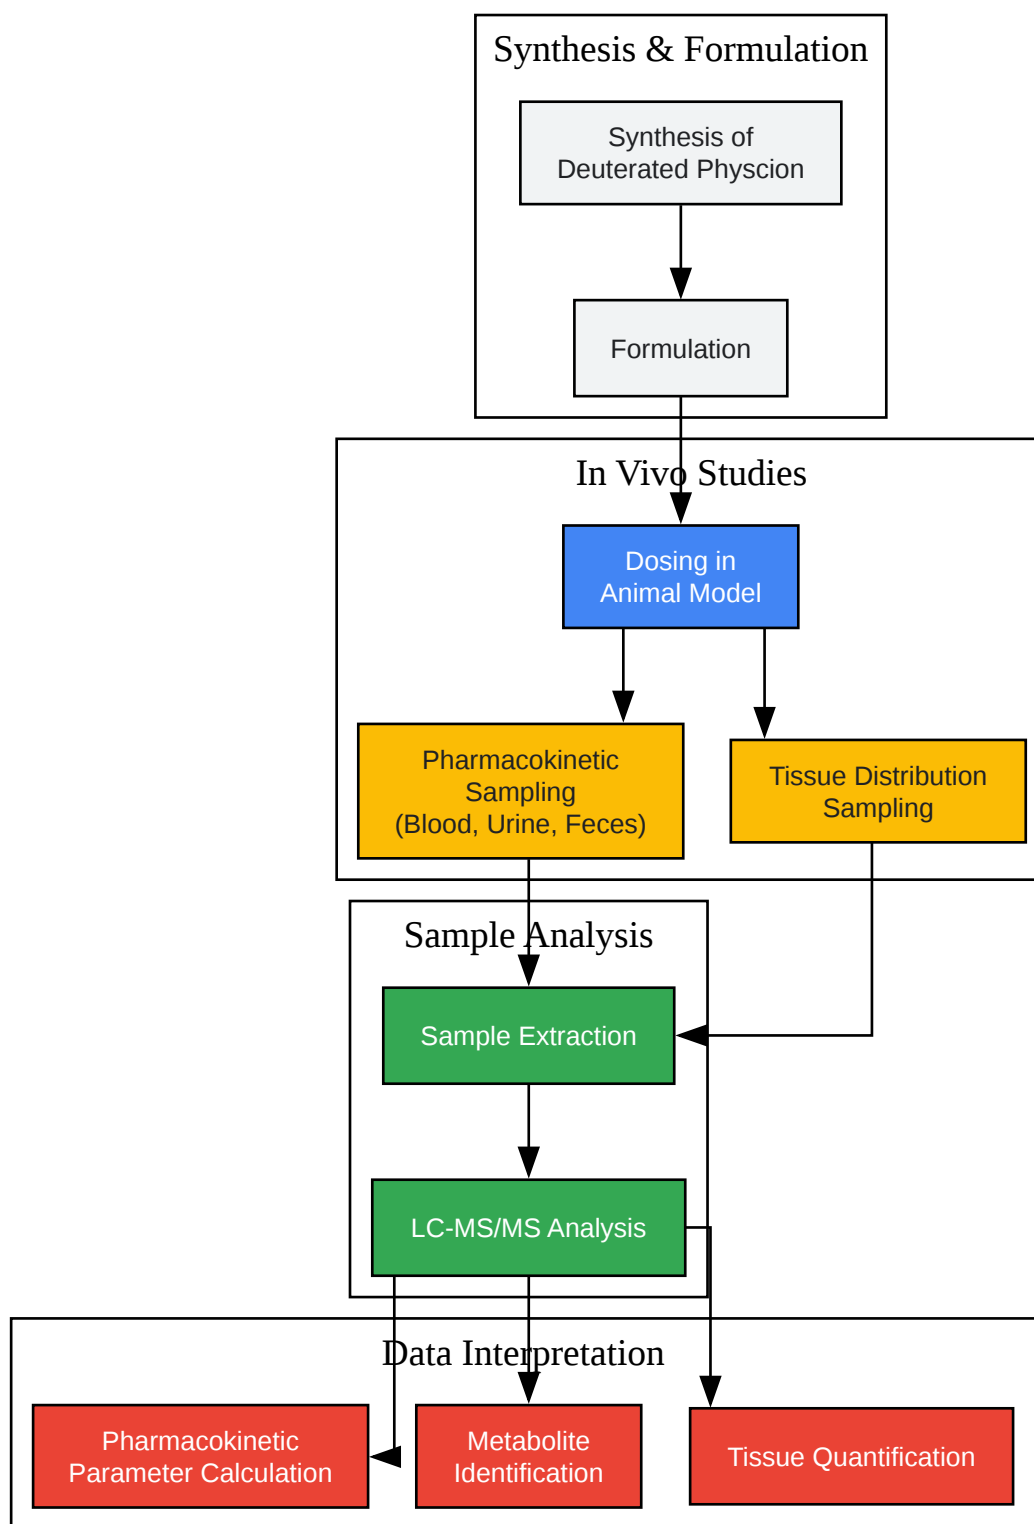 Synthesis & Formulation
Synthesis of
Deuterated Physcion
Formulation
In Vivo Studies
Dosing in
Animal Model
Pharmacokinetic
Sampling
(Blood, Urine, Feces)
Tissue Distribution
Sampling
Sample Analysis
Sample Extraction
LC-MS/MS Analysis
Data Interpretation
Pharmacokinetic
Parameter Calculation
Metabolite
Identification
Tissue Quantification